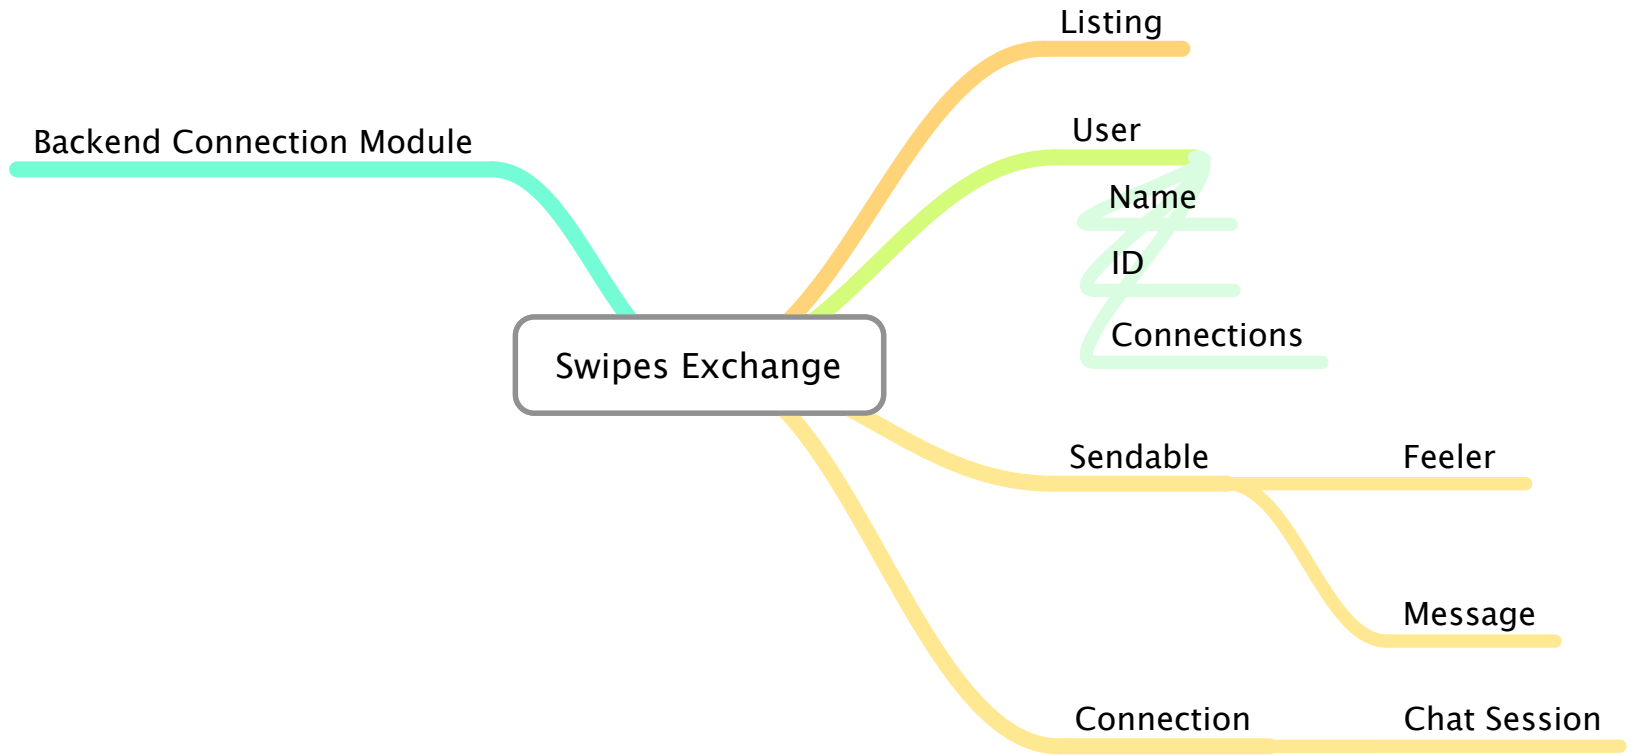 Listing
User
Backend Connection Module
Name
ID
Connections
Swipes Exchange
Sendable
Feeler
Message
Connection
Chat Session